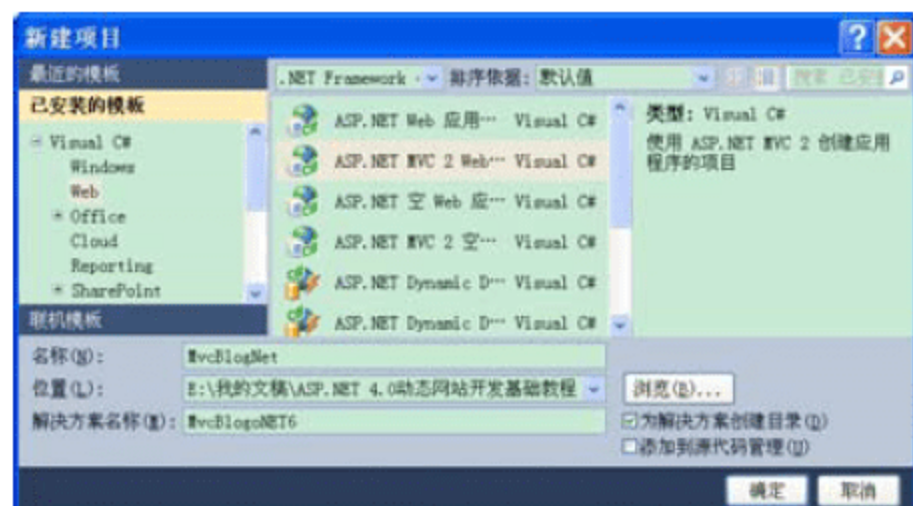 新建项目
最近的模板
.NET Framework
排序依据: 默认值
搜索 已安
已安装的模板
Visual C#
Windows
Web
Office
Cloud
Reporting
SharePoint
联机模板
ASP.NET Web 应用… Visual C#
ASP.NET MVC 2 Web… Visual C#
ASP.NET 空 Web 应… Visual C#
ASP.NET MVC 2 空… Visual C#
ASP.NET Dynamic D… Visual C#
ASP.NET Dynamic D… Visual C#
类型: Visual C#
使用 ASP.NET MVC 2 创建应用
程序的项目
名称(N): MvcBlogNet
位置(L): E:\我的文稿\ASP.NET 4.0动态网站开发基础教程 浏览(B)...
解决方案名称(M): MvcBlogoNET6 为解决方案创建目录(D)
添加到源代码管理(U)
确定 取消